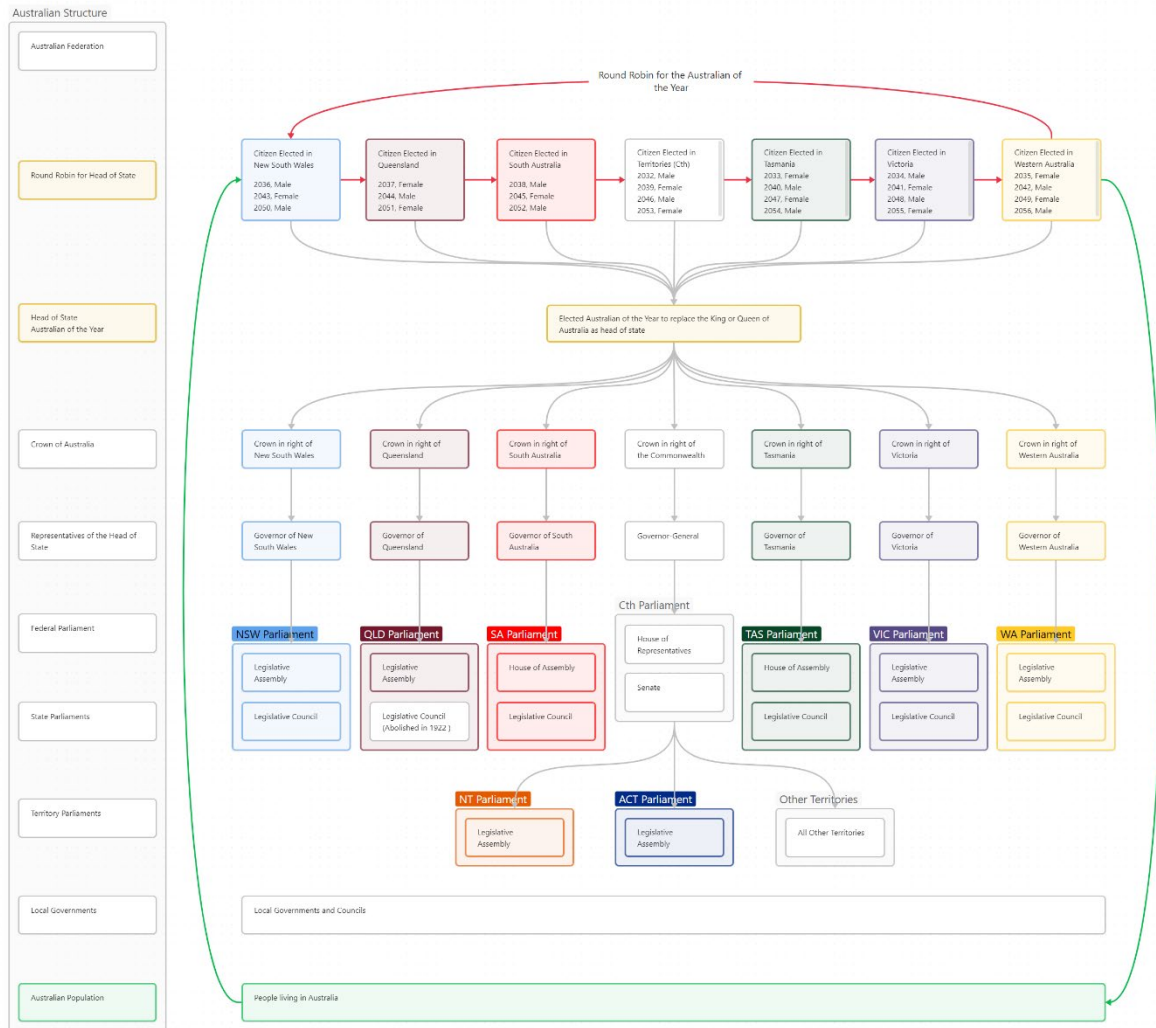 Australian Structure
Australian Federation
Round Robin for the Australian of
the Year
Round Robin for Head of State
Citizen Elected in
New South Wales
2036, Male
2043, Female
2050, Male
Citizen Elected in
Queensland
2037, Female
2044, Male
2051, Female
Citizen Elected in
South Australia
2038, Male
2045, Female
2052, Male
Citizen Elected in
Territories (Cth)
2032, Male
2039, Female
2046, Male
2053, Female
Citizen Elected in
Tasmania
2033, Female
2040, Male
2047, Female
2054, Male
Citizen Elected in
Victoria
2034, Male
2041, Female
2048, Male
2055, Female
Citizen Elected in
Western Australia
2035, Female
2042, Male
2049, Female
2056, Male
Head of State
Australian of the Year
Elected Australian of the Year to replace the King or Queen of
Australia as head of state
Crown of Australia
Crown in right of
New South Wales
Crown in right of
Queensland
Crown in right of
South Australia
Crown in right of
the Commonwealth
Crown in right of
Tasmania
Crown in right of
Victoria
Crown in right of
Western Australia
Representatives of the Head of
State
Governor of New
South Wales
Governor of
Queensland
Governor of South
Australia
Governor-General
Governor of
Tasmania
Governor of
Victoria
Governor of
Western Australia
Federal Parliament
State Parliaments
NSW Parliament
Legislative
Assembly
Legislative Council
QLD Parliament
Legislative
Assembly
Legislative Council
(Abolished in 1922 )
SA Parliament
House of Assembly
Legislative Council
Cth Parliament
House of
Representatives
Senate
TAS Parliament
House of Assembly
Legislative Council
VIC Parliament
Legislative
Assembly
Legislative Council
WA Parliament
Legislative
Assembly
Legislative Council
Territory Parliaments
NT Parliament
Legislative
Assembly
ACT Parliament
Legislative
Assembly
Other Territories
All Other Territories
Local Governments
Local Governments and Councils
Australian Population
People living in Australia